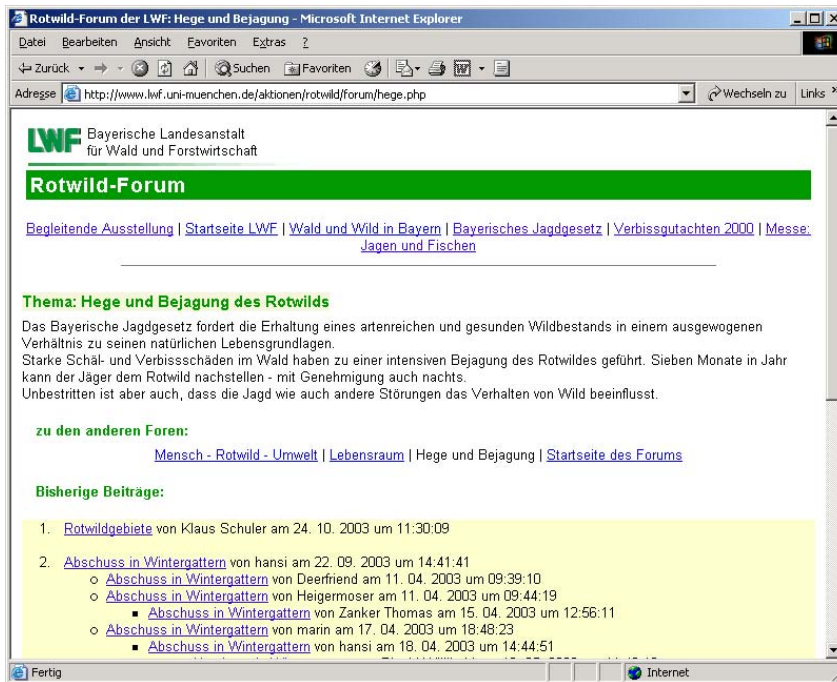 Rotwild-Forum der LWF: Hege und Bejagung - Microsoft Internet Explorer
Datei Bearbeiten Ansicht Favoriten Extras ?
Zurück Suchen Favoriten
Adresse http://www.lwf.uni-muenchen.de/aktionen/rotwild/forum/hege.php Wechseln zu Links »
LWF Bayerische Landesanstalt
für Wald und Forstwirtschaft
Rotwild-Forum
Begleitende Ausstellung | Startseite LWF | Wald und Wild in Bayern | Bayerisches Jagdgesetz | Verbissgutachten 2000 | Messe:
Jagen und Fischen
Thema: Hege und Bejagung des Rotwilds
Das Bayerische Jagdgesetz fordert die Erhaltung eines artenreichen und gesunden Wildbestands in einem ausgewogenen
Verhältnis zu seinen natürlichen Lebensgrundlagen.
Starke Schäl- und Verbissschäden im Wald haben zu einer intensiven Bejagung des Rotwildes geführt. Sieben Monate in Jahr
kann der Jäger dem Rotwild nachstellen - mit Genehmigung auch nachts.
Unbestritten ist aber auch, dass die Jagd wie auch andere Störungen das Verhalten von Wild beeinflusst.
zu den anderen Foren:
Mensch - Rotwild - Umwelt | Lebensraum | Hege und Bejagung | Startseite des Forums
Bisherige Beiträge:
1. Rotwildgebiete von Klaus Schuler am 24. 10. 2003 um 11:30:09
2. Abschuss in Wintergattern von hansi am 22. 09. 2003 um 14:41:41
Abschuss in Wintergattern von Deerfriend am 11. 04. 2003 um 09:39:10
Abschuss in Wintergattern von Heigermoser am 11. 04. 2003 um 09:44:19
Abschuss in Wintergattern von Zanker Thomas am 15. 04. 2003 um 12:56:11
Abschuss in Wintergattern von marin am 17. 04. 2003 um 18:48:23
Abschuss in Wintergattern von hansi am 18. 04. 2003 um 14:44:51
Fertig Internet